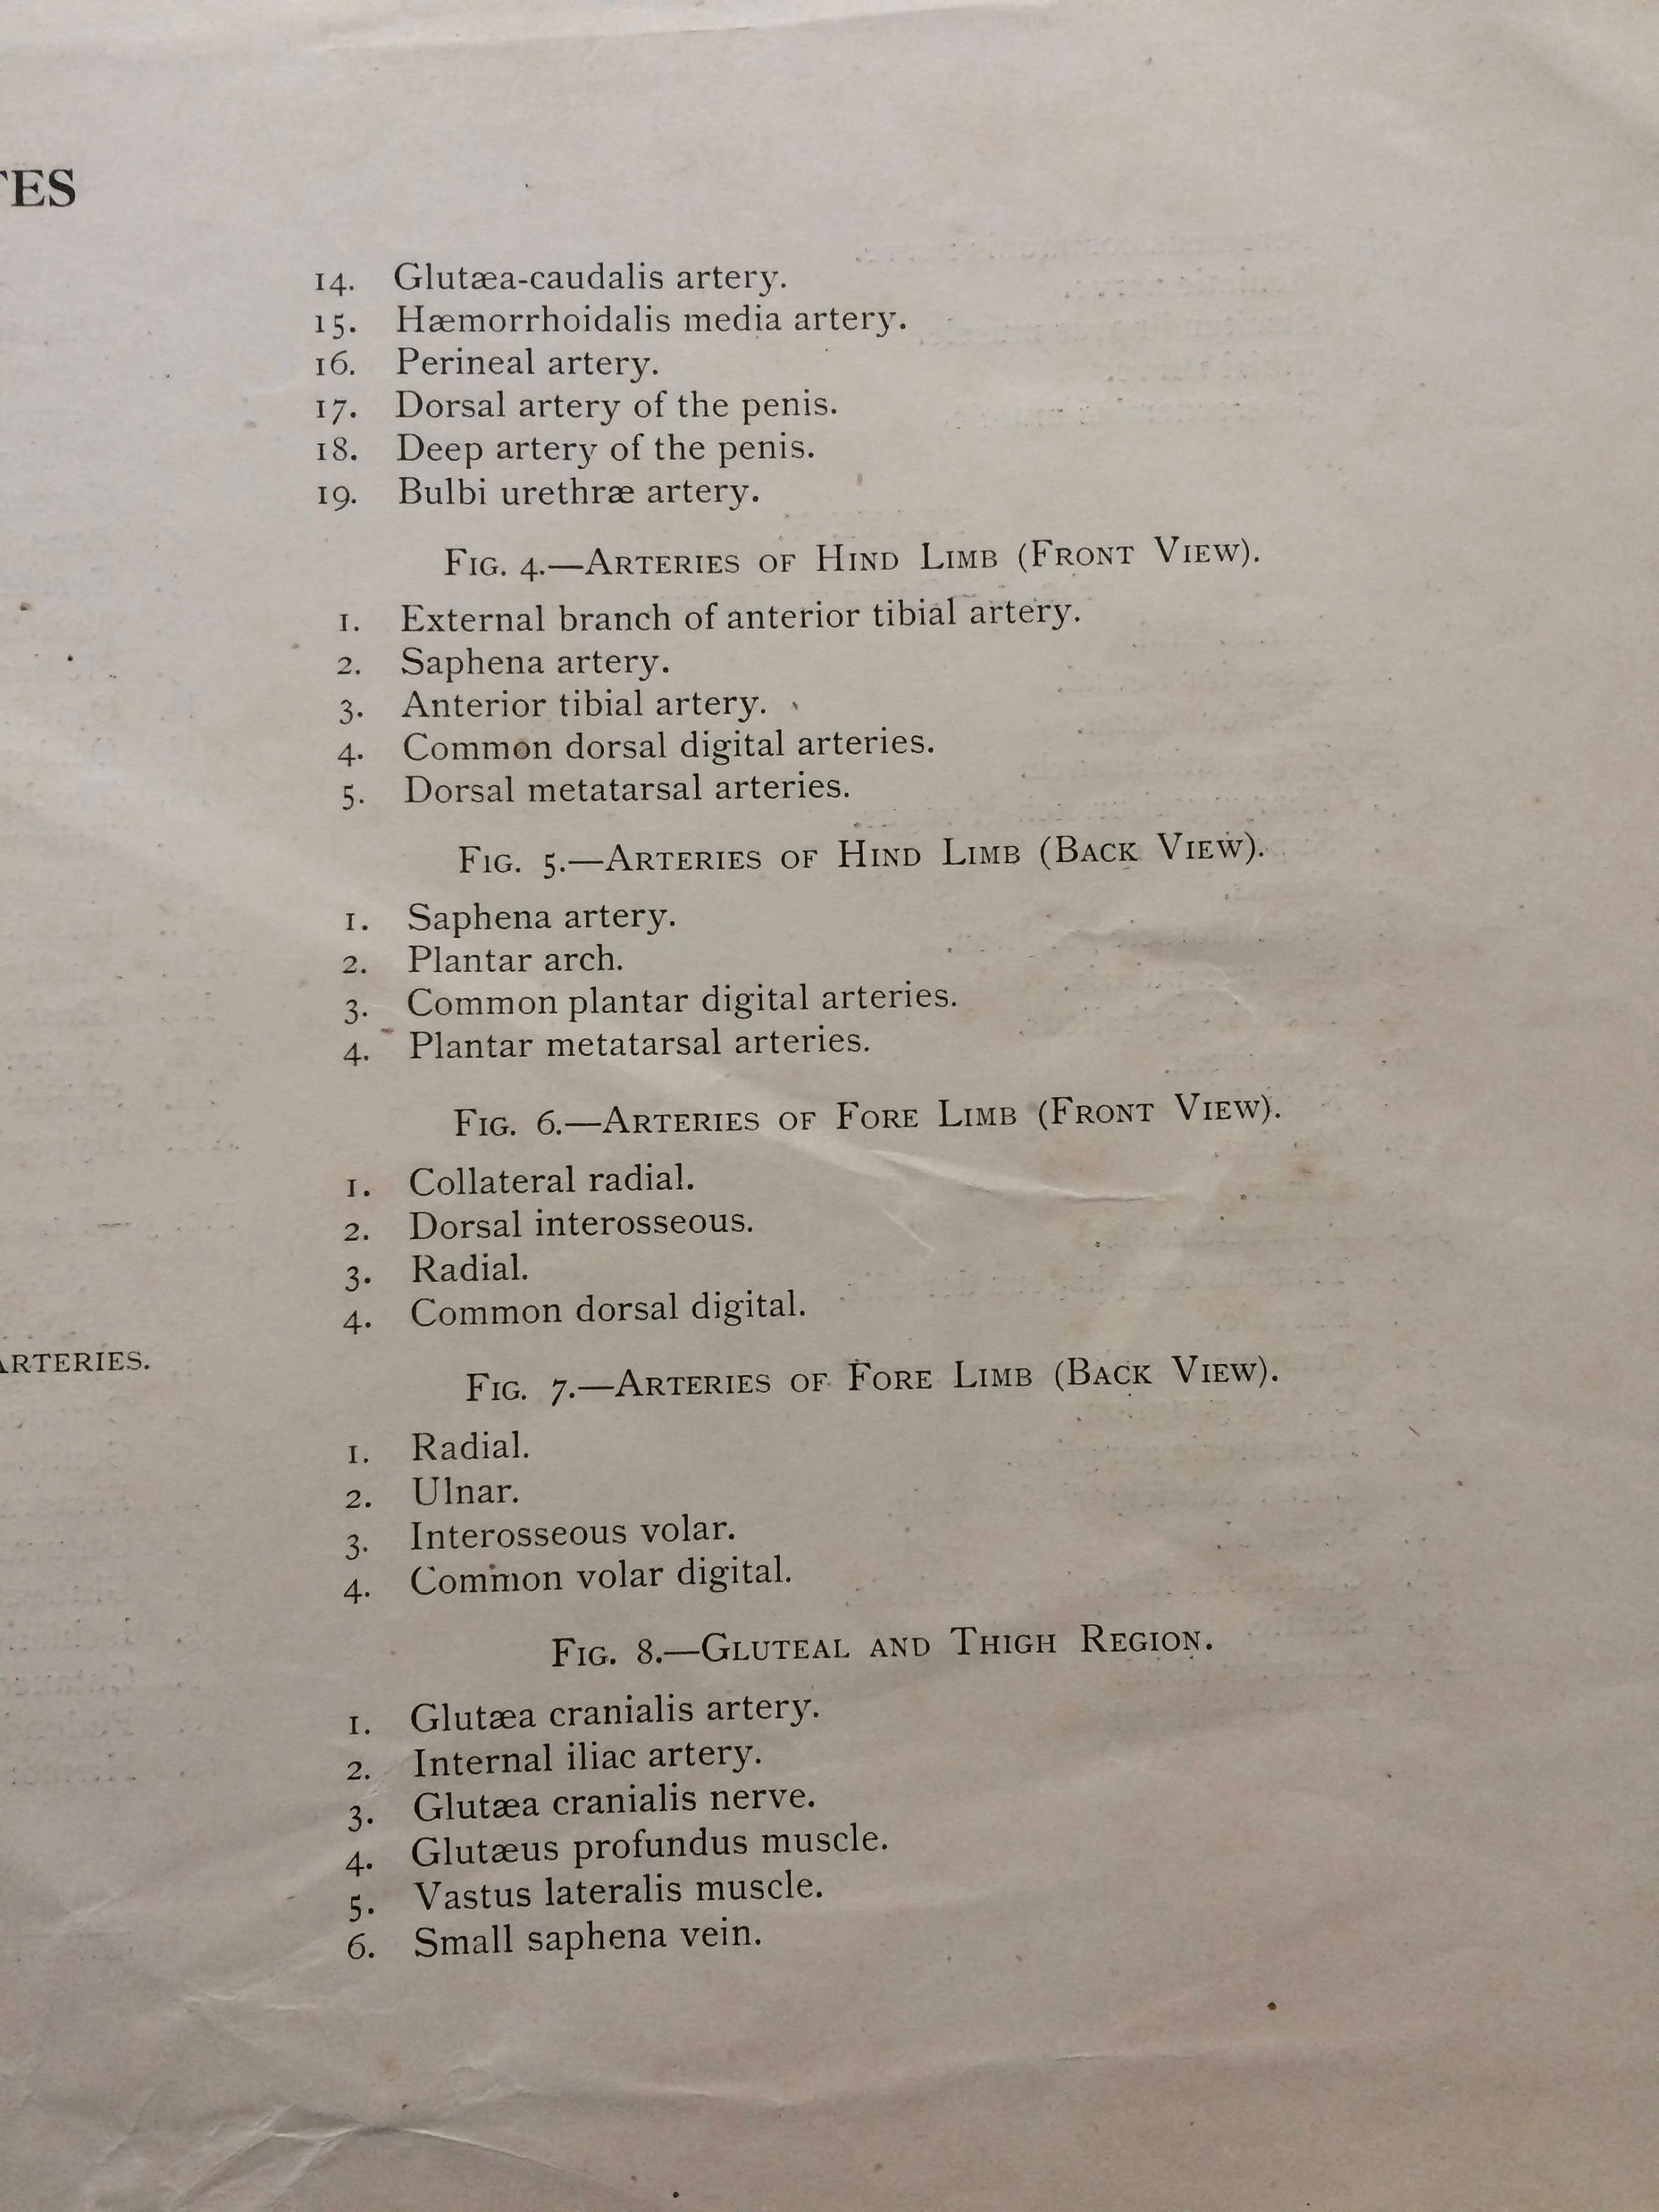 TES
14. Glutæa-caudalis artery.
15. Hæmorrhoidalis media artery.
16. Perineal artery.
17. Dorsal artery of the penis.
18. Deep artery of the penis.
19. Bulbi urethræ artery.
FIG. 4.—ARTERIES OF HIND LIMB (FRONT VIEW).
1. External branch of anterior tibial artery.
2. Saphena artery.
3. Anterior tibial artery.
4. Common dorsal digital arteries.
5. Dorsal metatarsal arteries.
FIG. 5.—ARTERIES OF HIND LIMB (BACK VIEW).
1. Saphena artery.
2. Plantar arch.
3. Common plantar digital arteries.
4. Plantar metatarsal arteries.
FIG. 6.—ARTERIES OF FORE LIMB (FRONT VIEW).
1. Collateral radial.
2. Dorsal interosseous.
3. Radial.
4. Common dorsal digital.
ARTERIES.
FIG. 7.—ARTERIES OF FORE LIMB (BACK VIEW).
1. Radial.
2. Ulnar.
3. Interosseous volar.
4. Common volar digital.
FIG. 8.—GLUTEAL AND THIGH REGION.
1. Glutæa cranialis artery.
2. Internal iliac artery.
3. Glutæa cranialis nerve.
4. Glutæus profundus muscle.
5. Vastus lateralis muscle.
6. Small saphena vein.